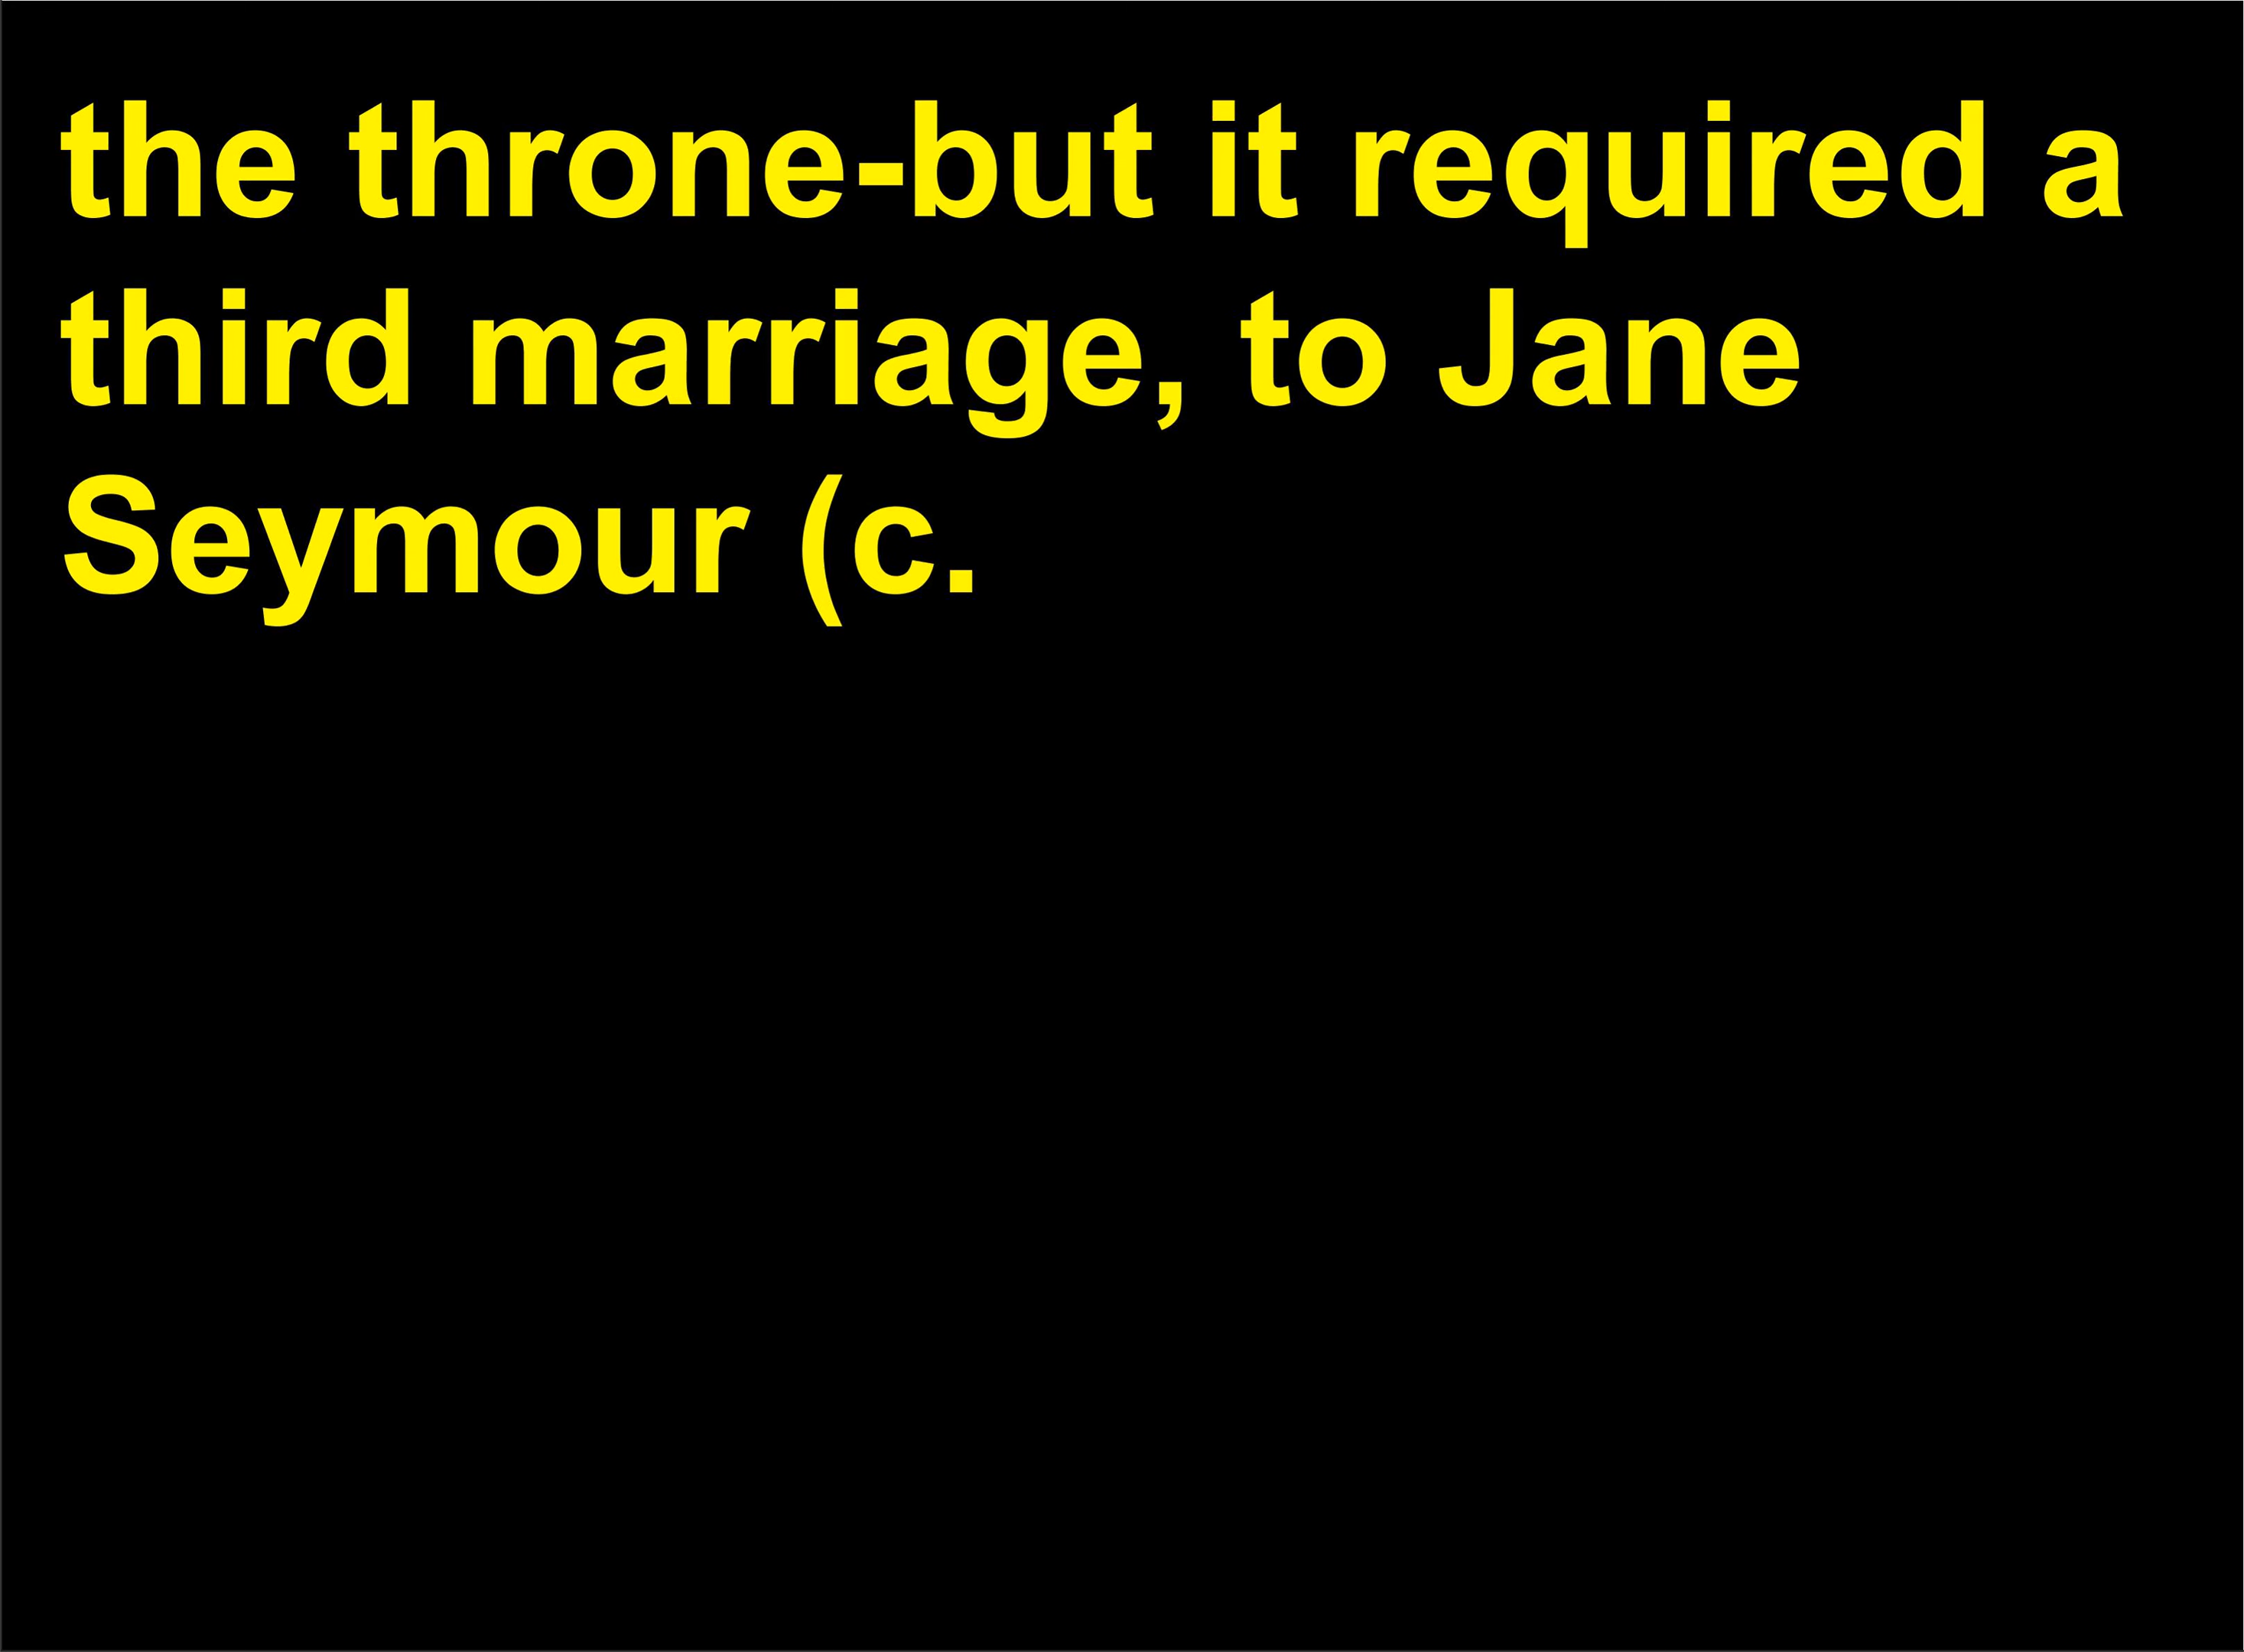 the throne-but it required a
third marriage, to Jane
Seymour (c.